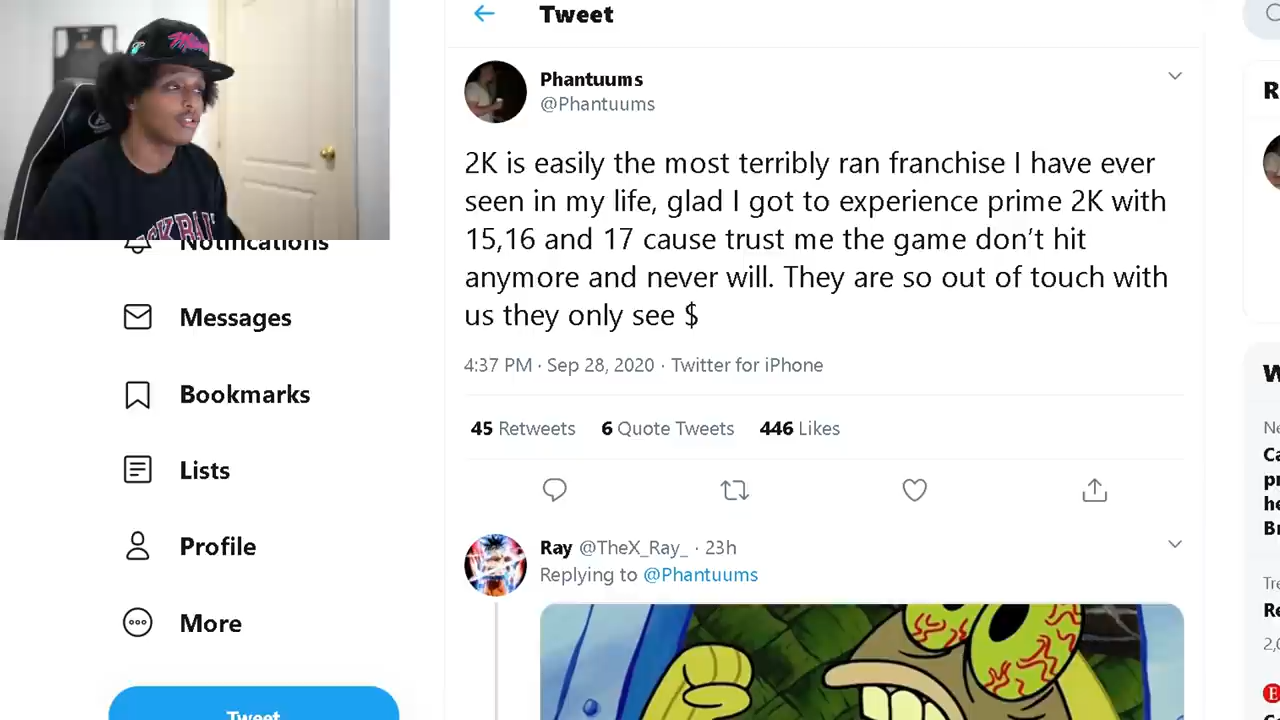 Tweet
Phantuums
@Phantuums
2K is easily the most terribly ran franchise I have ever
seen in my life, glad I got to experience prime 2K with
15,16 and 17 cause trust me the game don’t hit
anymore and never will. They are so out of touch with
us they only see $
4:37 PM · Sep 28, 2020 · Twitter for iPhone
45 Retweets 6 Quote Tweets 446 Likes
Ray @TheX_Ray_ · 23h
Replying to @Phantuums
Notifications
Messages
Bookmarks
Lists
Profile
More
Tweet